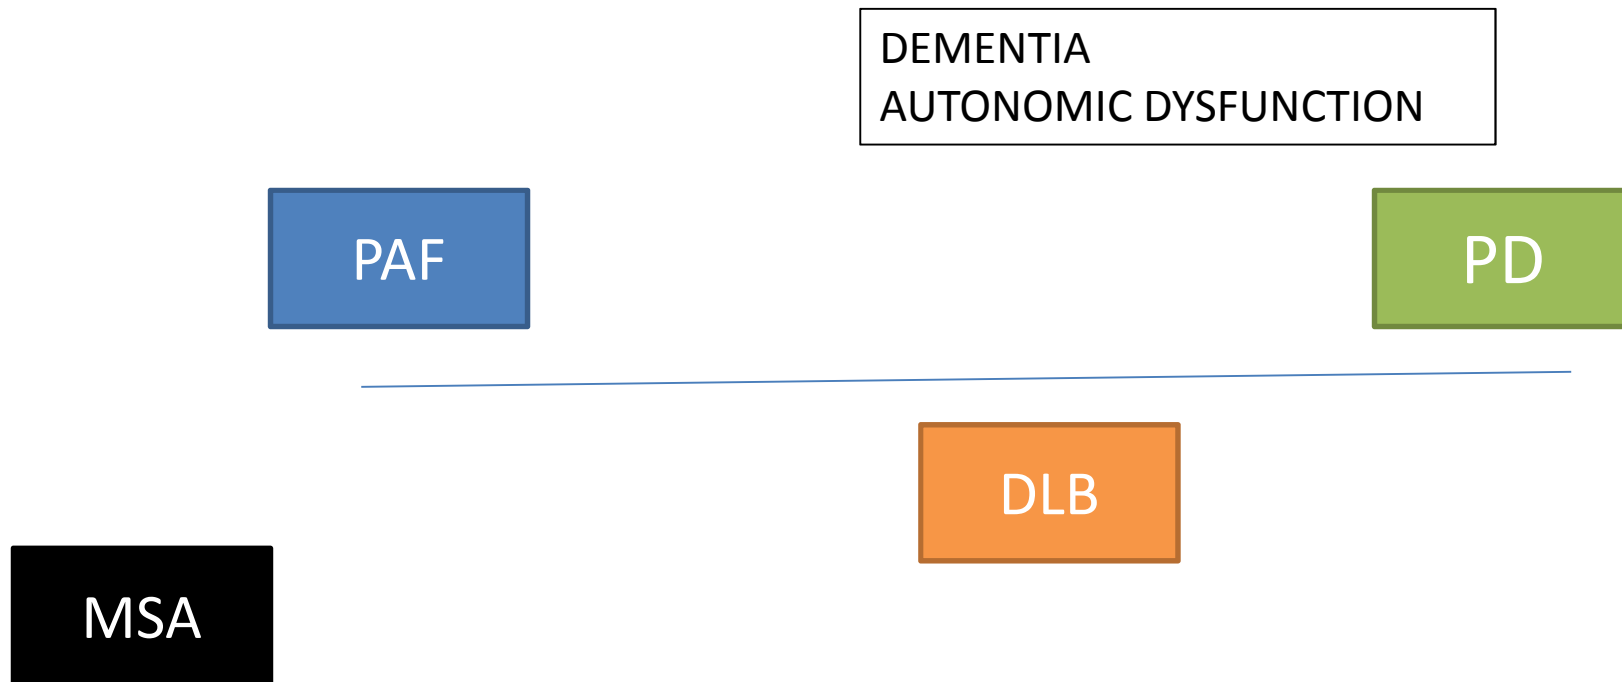 DEMENTIA
AUTONOMIC DYSFUNCTION
PAF
PD
DLB
MSA